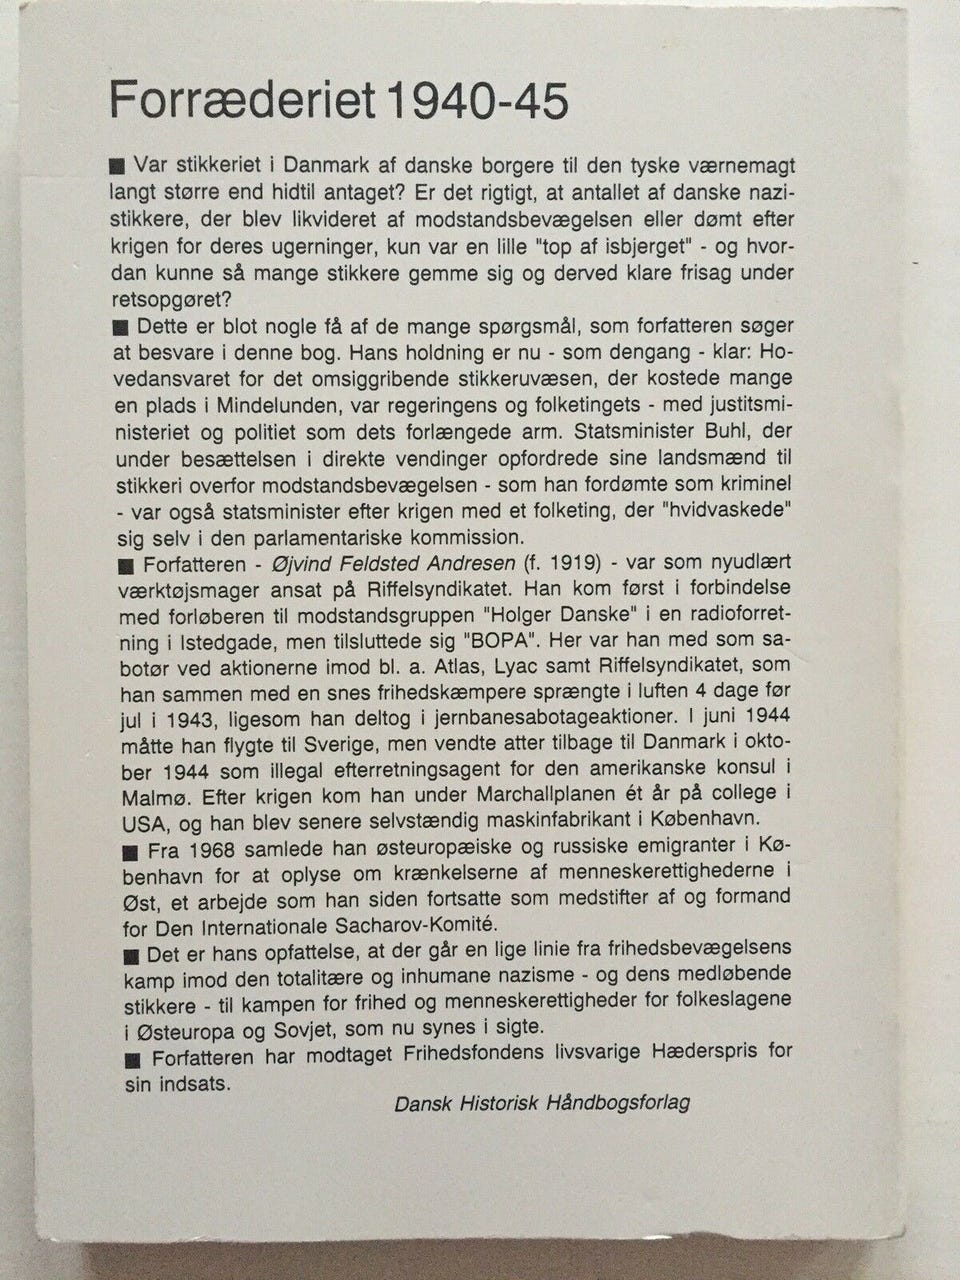 Forræderiet 1940-45
■ Var stikkeriet i Danmark af danske borgere til den tyske værnemagt
langt større end hidtil antaget? Er det rigtigt, at antallet af danske nazi-
stikkere, der blev likvideret af modstandsbevægelsen eller dømt efter
krigen for deres ugerninger, kun var en lille "top af isbjerget" - og hvor-
dan kunne så mange stikkere gemme sig og derved klare frisag under
retsopgøret?
■ Dette er blot nogle få af de mange spørgsmål, som forfatteren søger
at besvare i denne bog. Hans holdning er nu - som dengang - klar: Ho-
vedansvaret for det omsiggribende stikkeruvæsen, der kostede mange
en plads i Mindelunden, var regeringens og folketingets - med justitsmi-
nisteriet og politiet som dets forlængede arm. Statsminister Buhl, der
under besættelsen i direkte vendinger opfordrede sine landsmænd til
stikkeri overfor modstandsbevægelsen - som han fordømte som kriminel
- var også statsminister efter krigen med et folketing, der "hvidvaskede"
sig selv i den parlamentariske kommission.
■ Forfatteren - Øjvind Feldsted Andresen (f. 1919) - var som nyudlært
værktøjsmager ansat på Riffelsyndikatet. Han kom først i forbindelse
med forløberen til modstandsgruppen "Holger Danske" i en radioforret-
ning i Istedgade, men tilsluttede sig "BOPA". Her var han med som sa-
botør ved aktionerne imod bl. a. Atlas, Lyac samt Riffelsyndikatet, som
han sammen med en snes frihedskæmpere sprængte i luften 4 dage før
jul i 1943, ligesom han deltog i jernbanesabotageaktioner. I juni 1944
måtte han flygte til Sverige, men vendte atter tilbage til Danmark i okto-
ber 1944 som illegal efterretningsagent for den amerikanske konsul i
Malmø. Efter krigen kom han under Marchallplanen ét år på college i
USA, og han blev senere selvstændig maskinfabrikant i København.
■ Fra 1968 samlede han østeuropæiske og russiske emigranter i Kø-
benhavn for at oplyse om krænkelserne af menneskerettighederne i
Øst, et arbejde som han siden fortsatte som medstifter af og formand
for Den Internationale Sacharov-Komité.
■ Det er hans opfattelse, at der går en lige linie fra frihedsbevægelsens
kamp imod den totalitære og inhumane nazisme - og dens medløbende
stikkere - til kampen for frihed og menneskerettigheder for folkeslagene
i Østeuropa og Sovjet, som nu synes i sigte.
■ Forfatteren har modtaget Frihedsfondens livsvarige Hæderspris for
sin indsats.
Dansk Historisk Håndbogsforlag